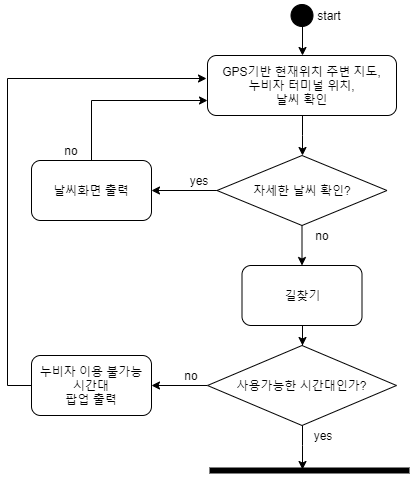 start
GPS기반 현재위치 주변 지도,
누비자 터미널 위치,
날씨 확인
no
yes
날씨화면 출력
자세한 날씨 확인?
no
길찾기
누비자 이용 불가능
시간대
팝업 출력
no
사용가능한 시간대인가?
yes